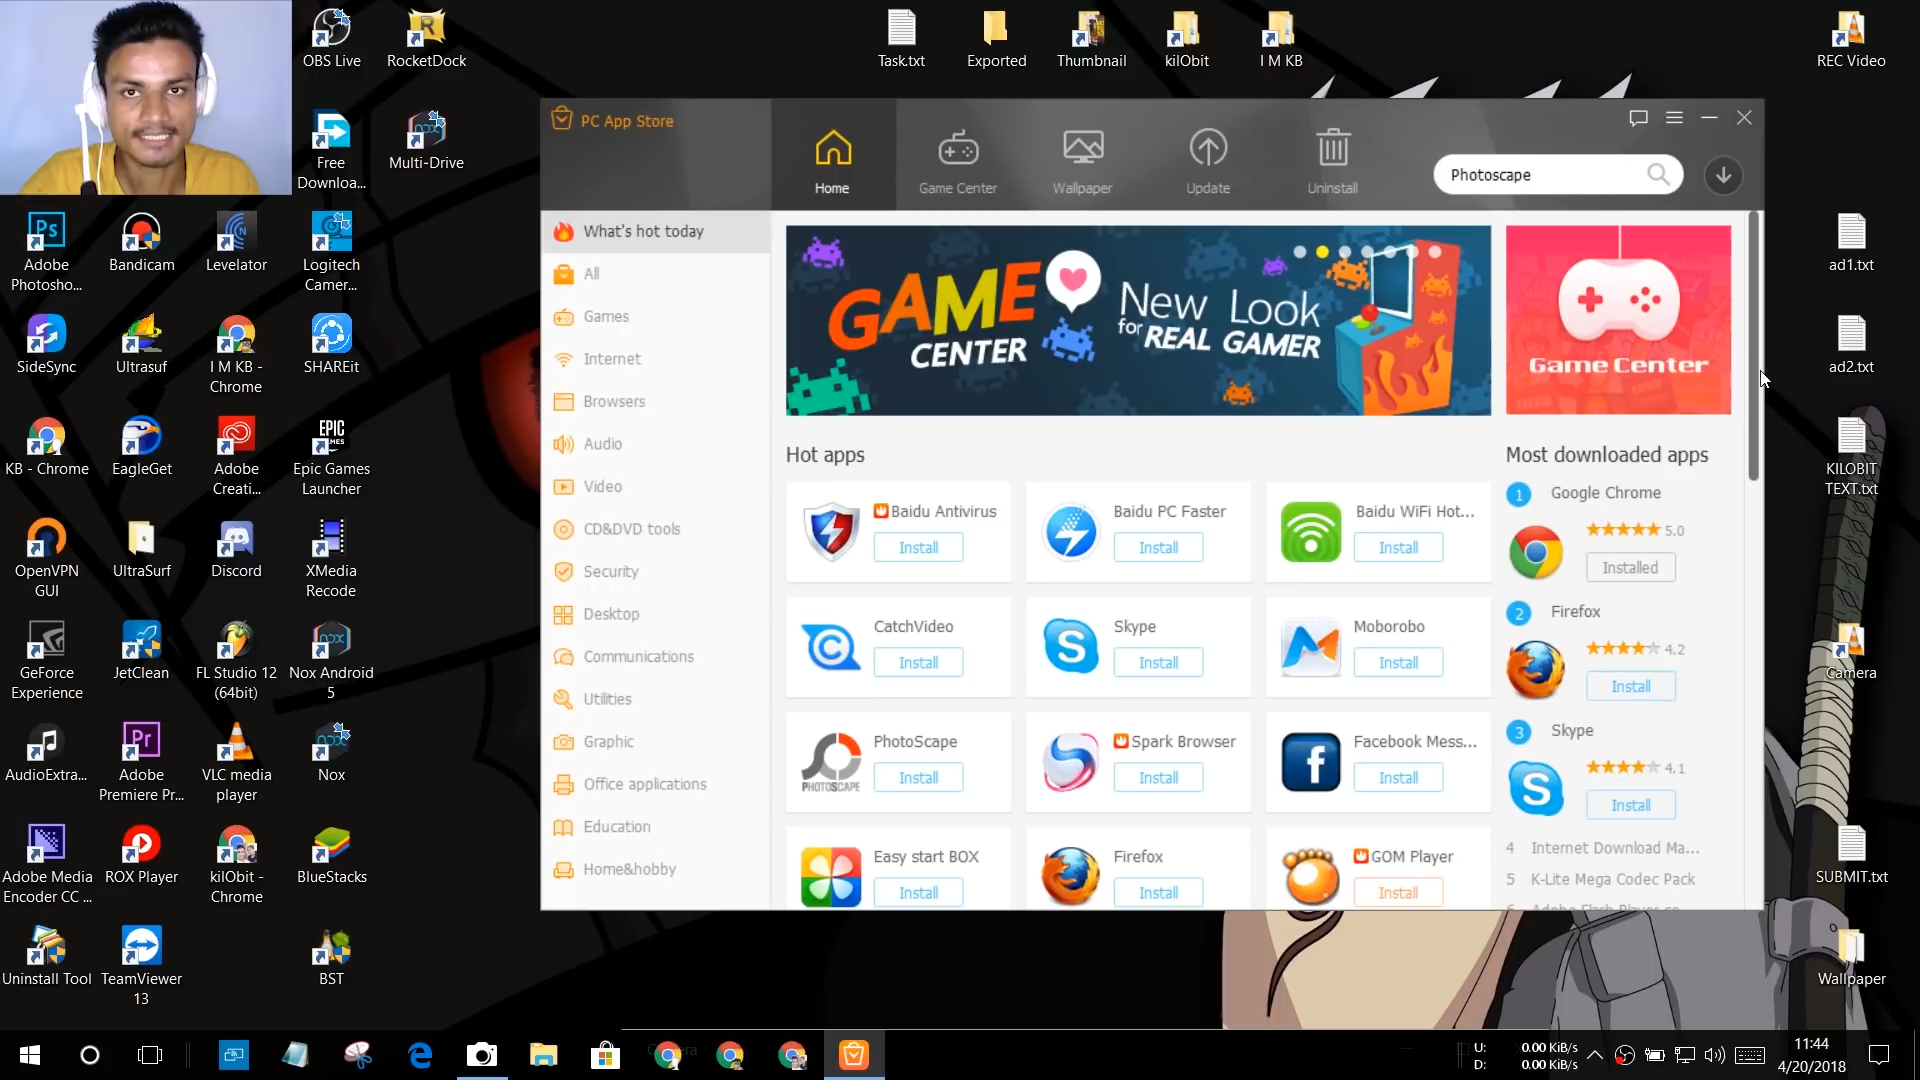 OBS Live
RocketDock
Task.txt
Exported
Thumbnail
kilObit
I M KB
REC Video
Free
Downloa...
Multi-Drive
Adobe
Photosho...
Bandicam
Levelator
Logitech
Camer...
SideSync
Ultrasuf
I M KB -
Chrome
SHAREit
KB - Chrome
EagleGet
Adobe
Creati...
EPIC
GAMES
Epic Games
Launcher
OpenVPN
GUI
UltraSurf
Discord
XMedia
Recode
GeForce
Experience
JetClean
FL Studio 12
(64bit)
Nox Android
5
AudioExtra...
Adobe
Premiere Pr...
VLC media
player
Nox
Adobe Media
Encoder CC ...
ROX Player
kilObit -
Chrome
BlueStacks
Uninstall Tool
TeamViewer
13
BST
PC App Store
Home
Game Center
Wallpaper
Update
Uninstall
Photoscape
What's hot today
All
Games
Internet
Browsers
Audio
Video
CD&DVD tools
Security
Desktop
Communications
Utilities
Graphic
Office applications
Education
Home&hobby
GAME
CENTER
New Look
for REAL GAMER
Game Center
Hot apps
Baidu Antivirus
Install
Baidu PC Faster
Install
Baidu WiFi Hot...
Install
CatchVideo
Install
Skype
Install
Moborobo
Install
PhotoScape
PHOTOSCAPE
Install
Spark Browser
Install
Facebook Mess...
Install
Easy start BOX
Install
Firefox
Install
GOM Player
Install
Most downloaded apps
1 Google Chrome
5.0
Installed
2 Firefox
4.2
Install
3 Skype
4.1
Install
4 Internet Download Ma...
5 K-Lite Mega Codec Pack
6 Adobe Flash Player
ad1.txt
ad2.txt
KILOBIT
TEXT.txt
Camera
SUBMIT.txt
Wallpaper
U: 0.00 KiB/s
D: 0.00 KiB/s
11:44
4/20/2018